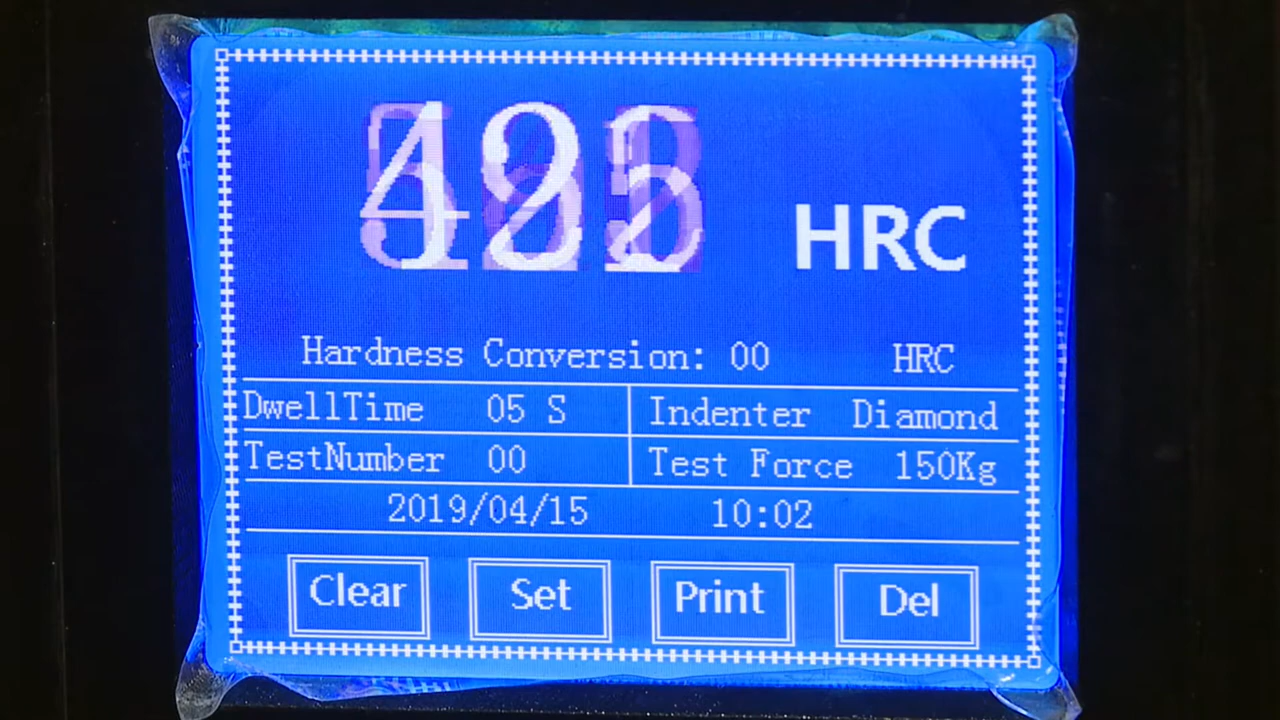 HRC
Hardness Conversion: 00 HRC
DwellTime 05 S Indenter Diamond
TestNumber 00 Test Force 150Kg
2019/04/15 10:02
Clear Set Print Del